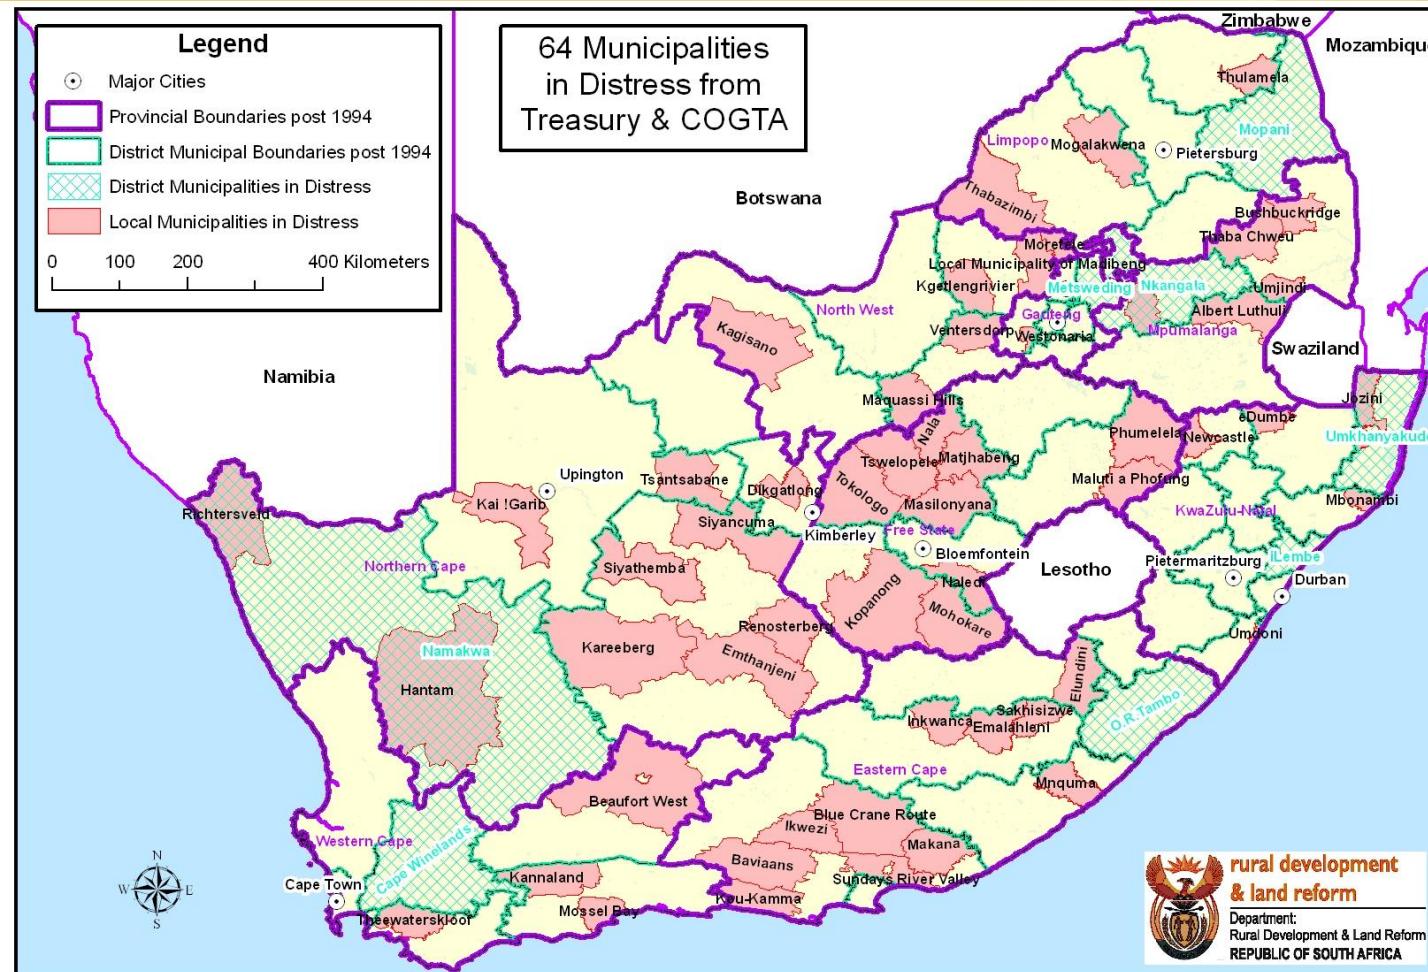 Legend
Major Cities
Provincial Boundaries post 1994
District Municipal Boundaries post 1994
District Municipalities in Distress
Local Municipalities in Distress
0 100 200 400 Kilometers
64 Municipalities
in Distress from
Treasury & COGTA
Zimbabwe
Mozambique
Thulamela
Mopani
Limpopo
Mogalakwena
Pietersburg
Botswana
Thabazimbi
Bushbuckridge
Thaba Chweu
Moretele
Local Municipality of Madibeng
Kgetlengrivier
Metsweding
Nkangala
Umjindi
North West
Gauteng
Albert Luthuli
Ventersdorp
Westonaria
Mpumalanga
Kagisano
Swaziland
Namibia
Maquassi Hills
Jozini
eDumbe
Nala
Phumelela
Newcastle
Umkhanyakude
Tswelopele
Matjhabeng
Upington
Tsantsabane
Dikgatlong
Tokologo
Maluti a Phofung
Kai !Garib
Masilonyana
Mbonambi
Richtersveld
Siyancuma
KwaZulu-Natal
Kimberley
Free State
Bloemfontein
ILembe
Northern Cape
Siyathemba
Lesotho
Pietermaritzburg
Durban
Naledi
Kopanong
Mohokare
Renosterberg
Umdoni
Kareeberg
Namakwa
Emthanjeni
Hantam
Elundini
O.R.Tambo
Sakhisizwe
Inkwanca
Emalahleni
Eastern Cape
Mnquma
Beaufort West
Blue Crane Route
Ikwezi
Western Cape
Makana
Cape Winelands
Baviaans
Cape Town
Kannaland
Sundays River Valley
Kou-Kamma
Mossel Bay
Theewaterskloof
N
W E
S
rural development
& land reform
Department:
Rural Development & Land Reform
REPUBLIC OF SOUTH AFRICA